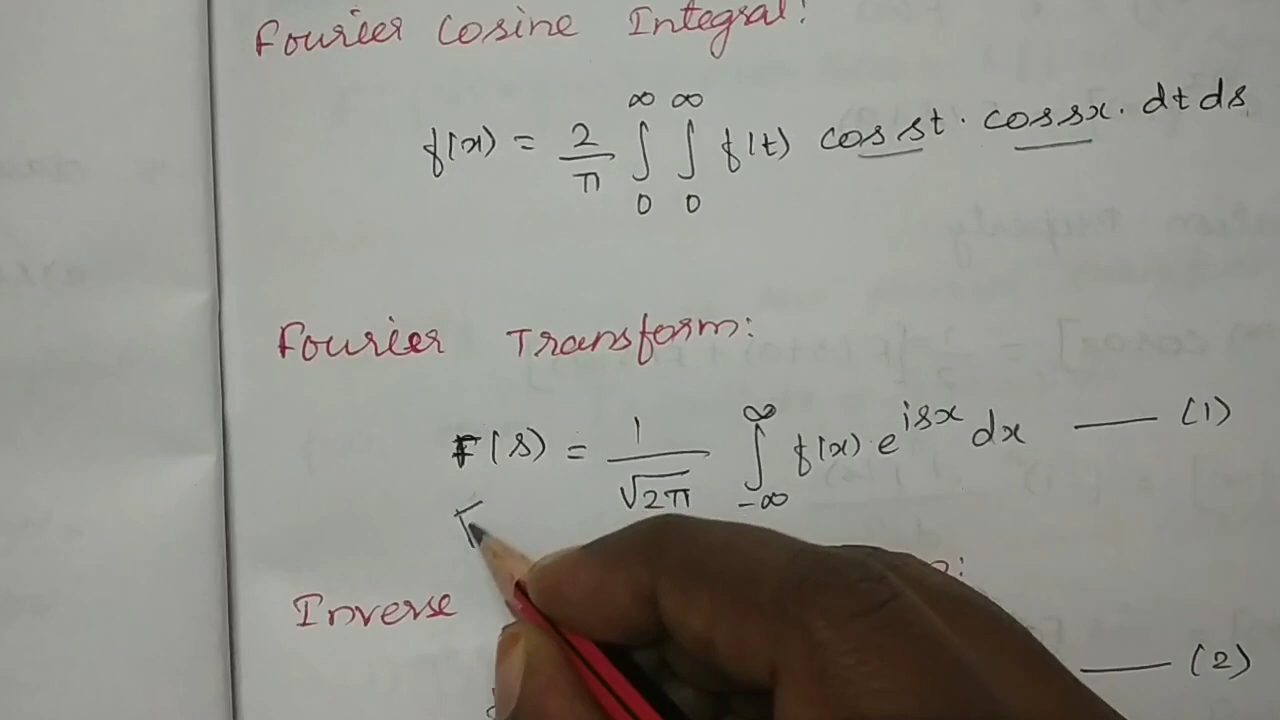 Fourier Cosine Integral:
f(x) = 2/π ∫₀^∞ ∫₀^∞ f(t) cos st · cos sx · dt ds
Fourier Transform:
F(s) = 1/√2π ∫_{-∞}^{∞} f(x) · e^{isx} dx —— (1)
Inverse
—— (2)